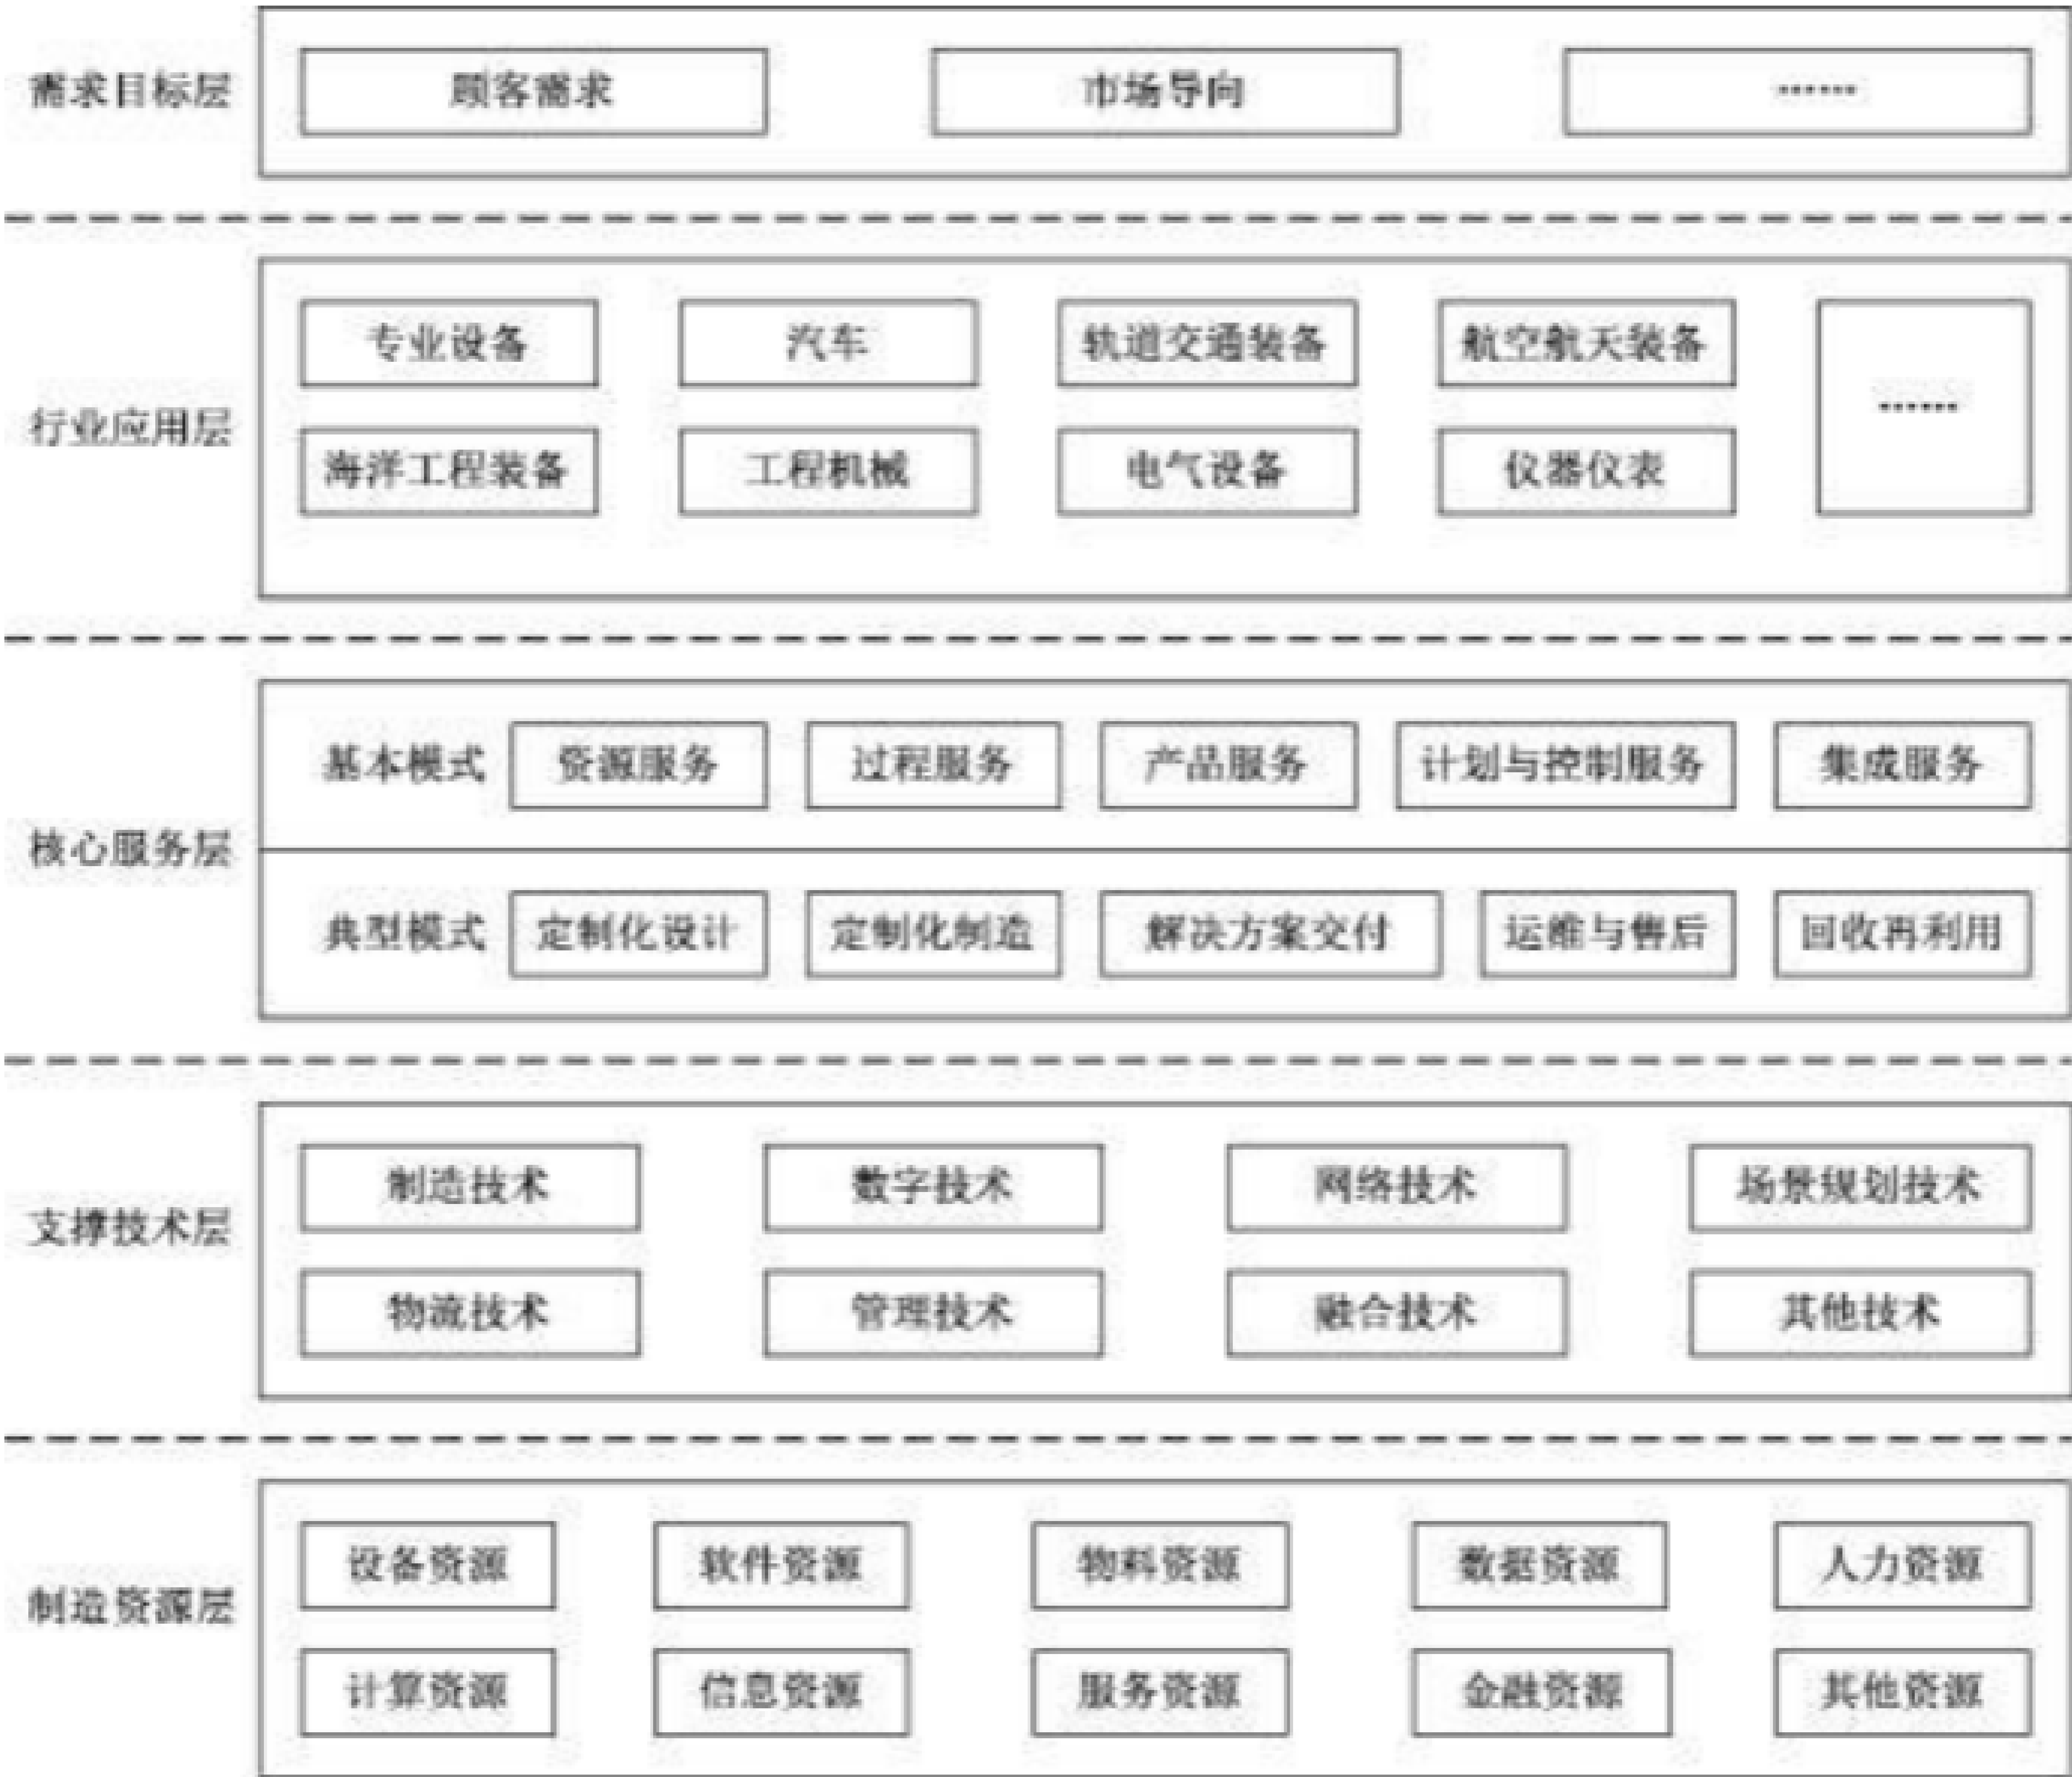 需求目标层
顾客需求
市场导向
······
行业应用层
专业设备
汽车
轨道交通装备
航空航天装备
······
海洋工程装备
工程机械
电气设备
仪器仪表
核心服务层
基本模式
资源服务
过程服务
产品服务
计划与控制服务
集成服务
典型模式
定制化设计
定制化制造
解决方案交付
运维与售后
回收再利用
支撑技术层
制造技术
数字技术
网络技术
场景规划技术
物流技术
管理技术
融合技术
其他技术
制造资源层
设备资源
软件资源
物料资源
数据资源
人力资源
计算资源
信息资源
服务资源
金融资源
其他资源